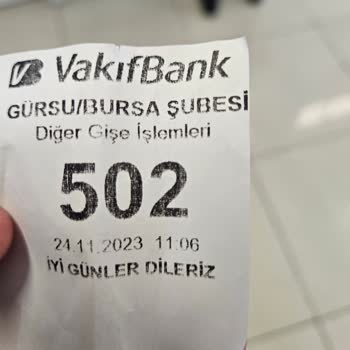 VakıfBank
GÜRSU/BURSA ŞUBESİ
Diğer Gişe İşlemleri
502
24.11.2023 11:06
İYİ GÜNLER DİLERİZ